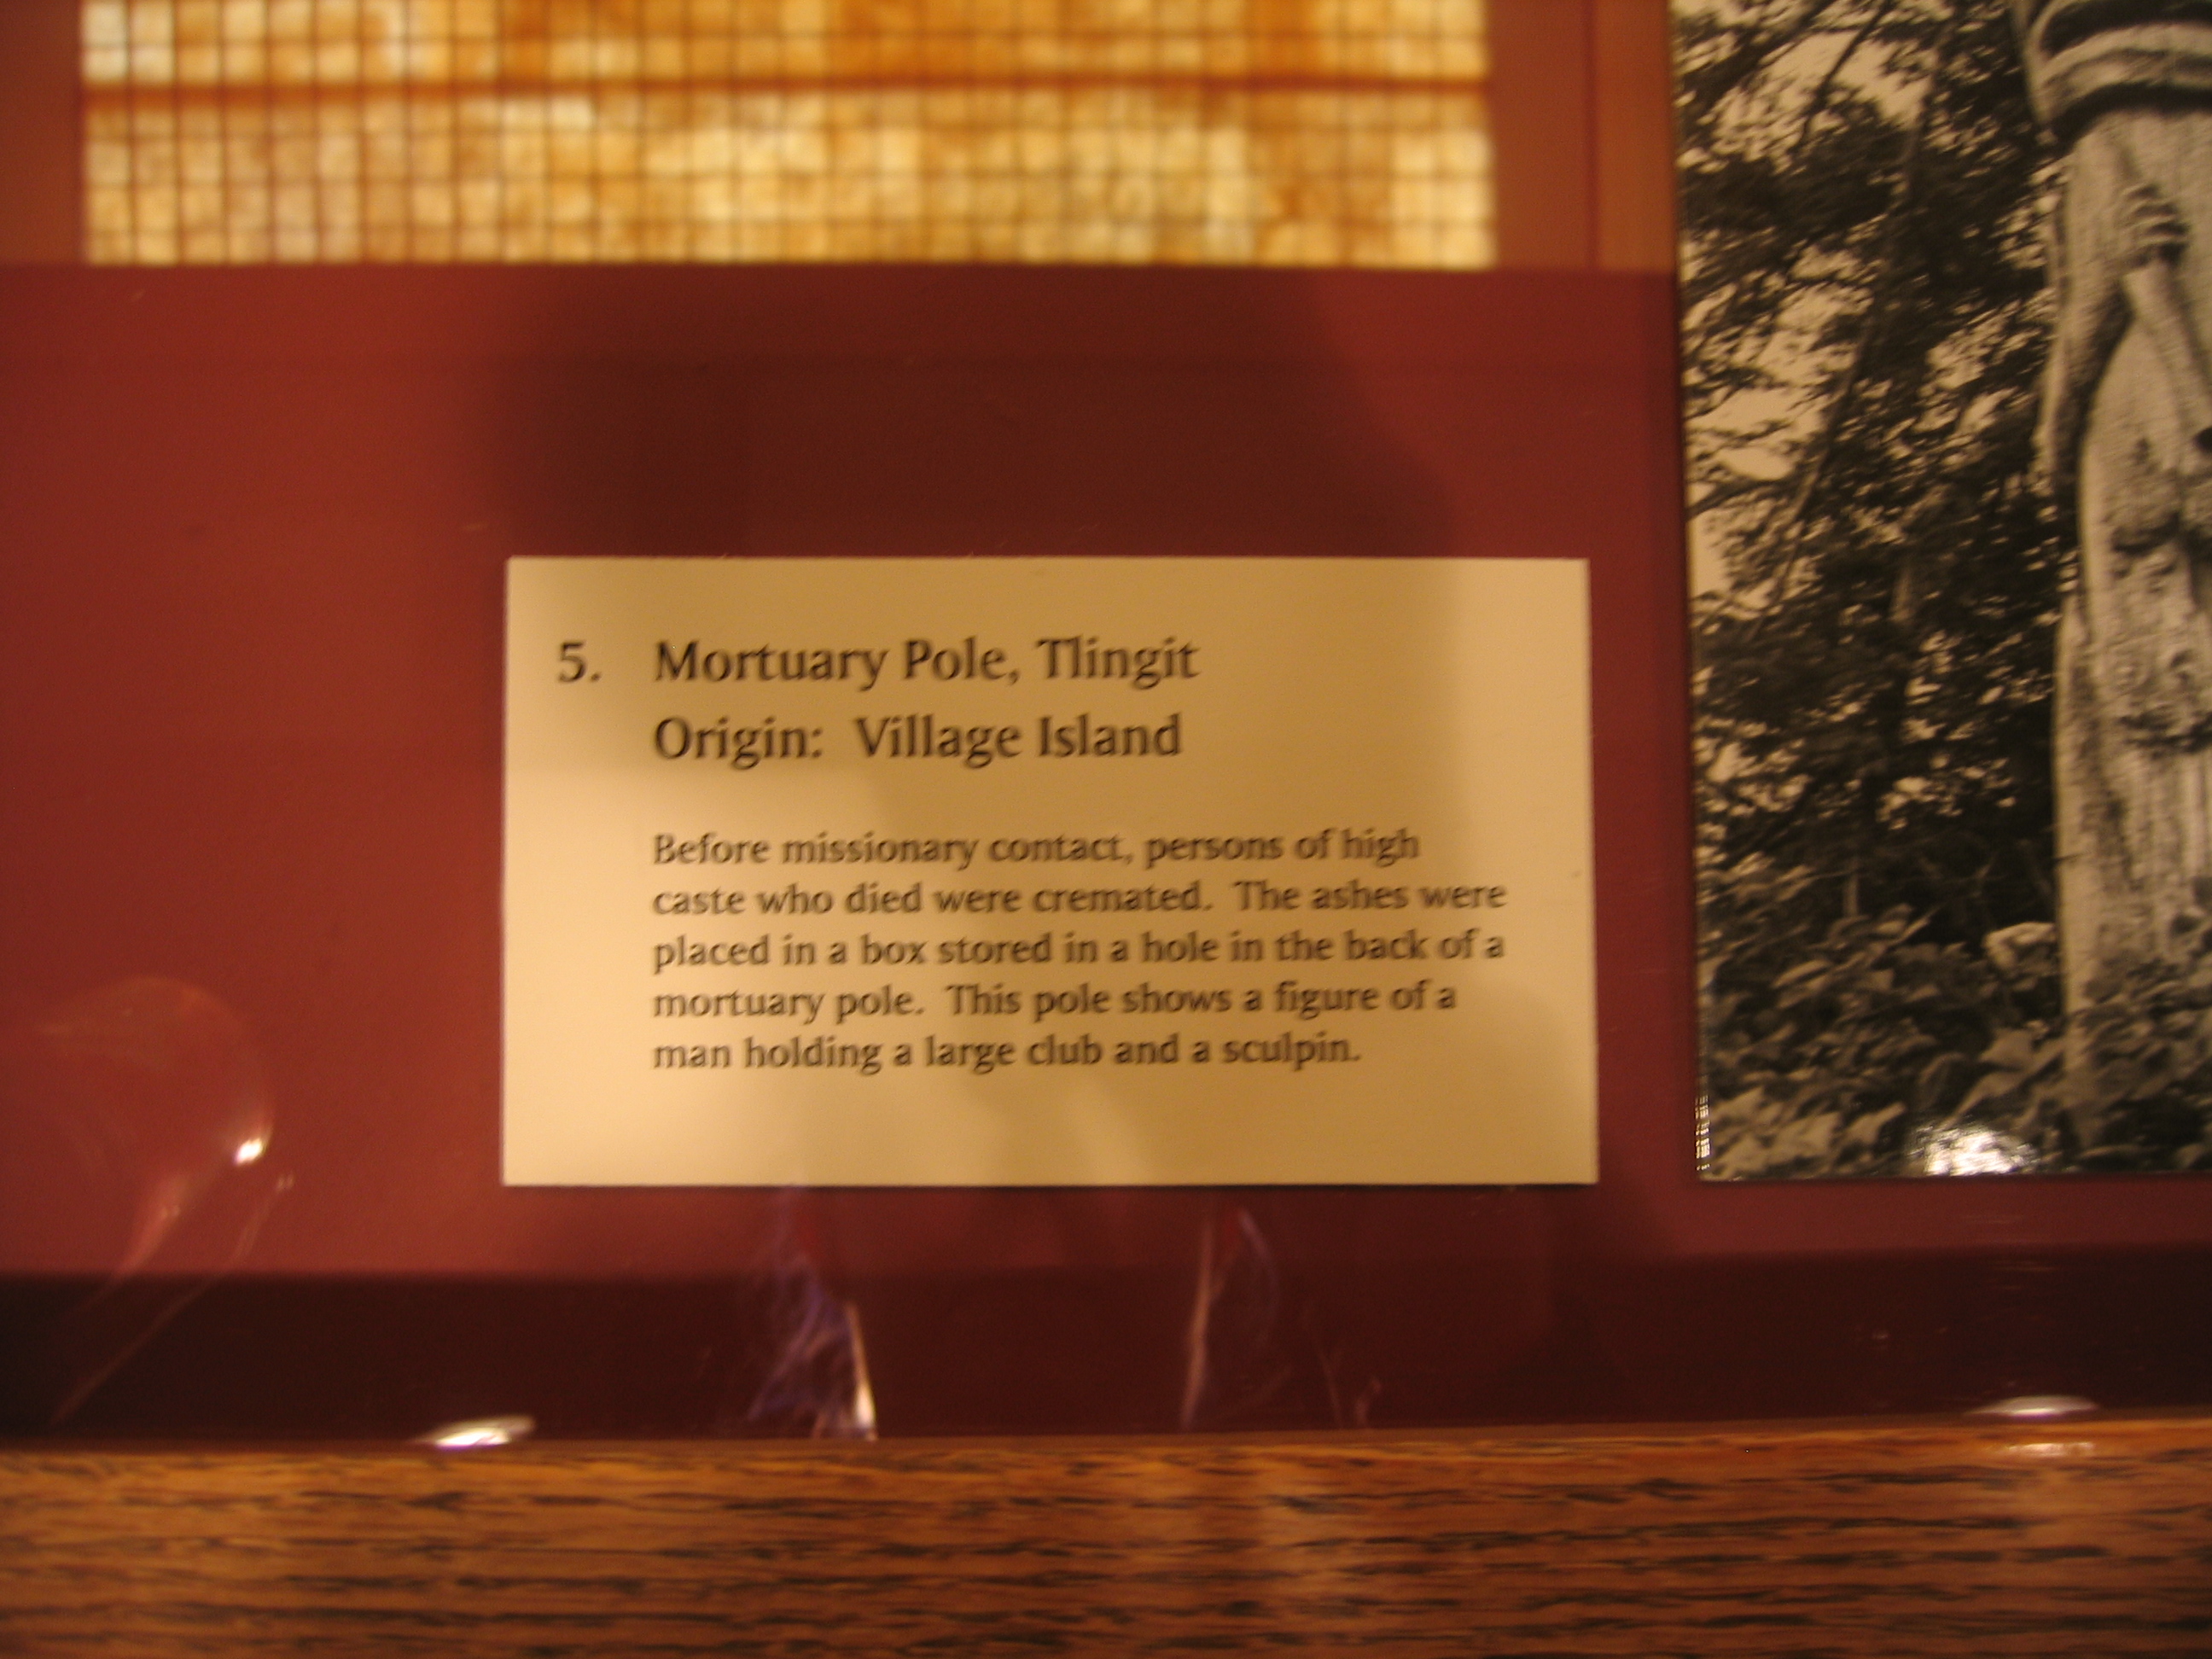 5. Mortuary Pole, Tlingit
Origin: Village Island
Before missionary contact, persons of high
caste who died were cremated. The ashes were
placed in a box stored in a hole in the back of a
mortuary pole. This pole shows a figure of a
man holding a large club and a sculpin.